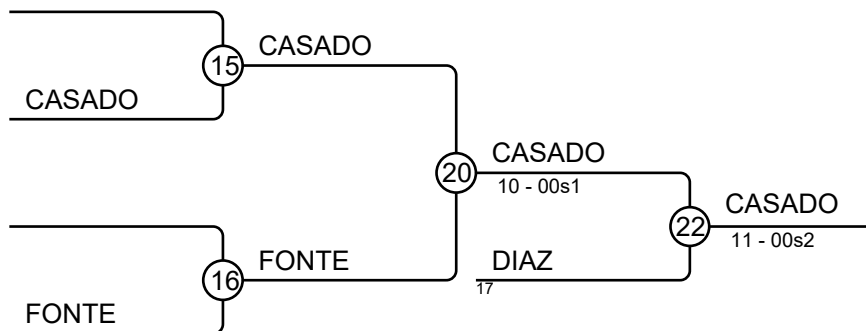 CASADO
15
CASADO
CASADO
20
10 - 00s1
CASADO
22
11 - 00s2
FONTE
16
DIAZ
17
FONTE